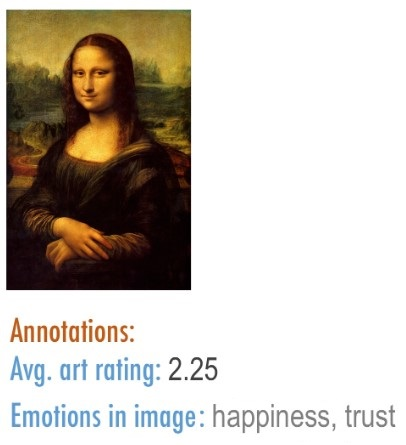 Annotations:
Avg. art rating: 2.25
Emotions in image: happiness, trust